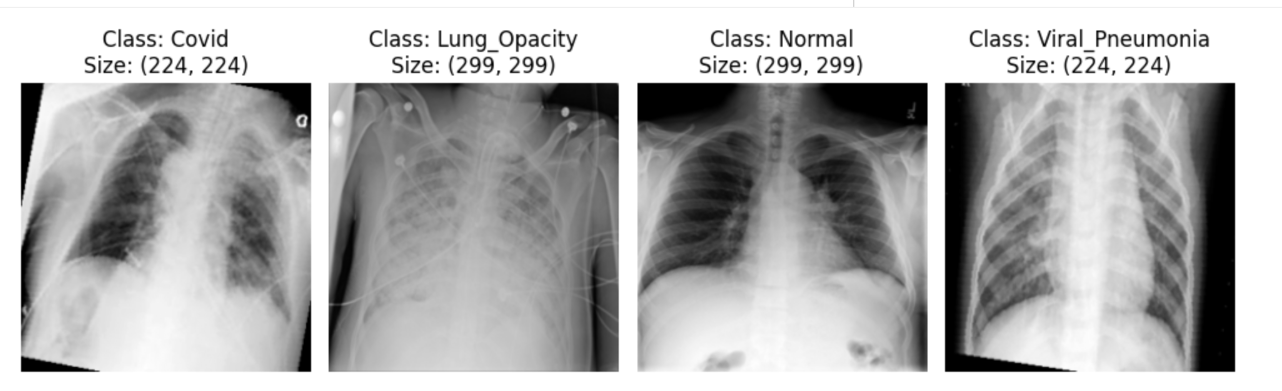 Class: Covid
Size: (224, 224)
Class: Lung_Opacity
Size: (299, 299)
Class: Normal
Size: (299, 299)
Class: Viral_Pneumonia
Size: (224, 224)